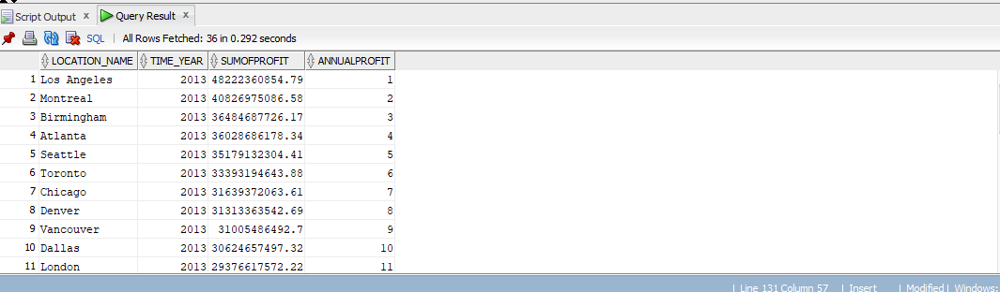 Script Output x Query Result x
SQL | All Rows Fetched: 36 in 0.292 seconds
LOCATION_NAME TIME_YEAR SUMOFPROFIT ANNUALPROFIT
1 Los Angeles 2013 48222360854.79 1
2 Montreal 2013 40826975086.58 2
3 Birmingham 2013 36484687726.17 3
4 Atlanta 2013 36028686178.34 4
5 Seattle 2013 35179132304.41 5
6 Toronto 2013 33393194643.88 6
7 Chicago 2013 31639372063.61 7
8 Denver 2013 31313363542.69 8
9 Vancouver 2013 31005486492.7 9
10 Dallas 2013 30624657497.32 10
11 London 2013 29376617572.22 11
| Line 131 Column 57 | Insert | Modified | Windows: